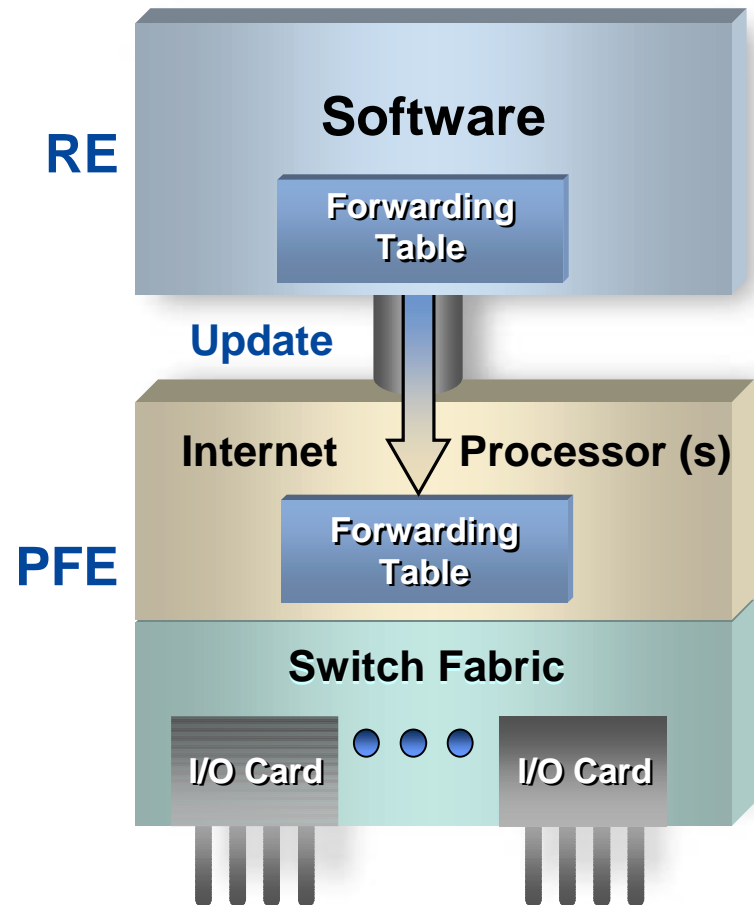 Software
RE
Forwarding
Table
Update
Internet Processor (s)
Forwarding
Table
PFE
Switch Fabric
I/O Card I/O Card